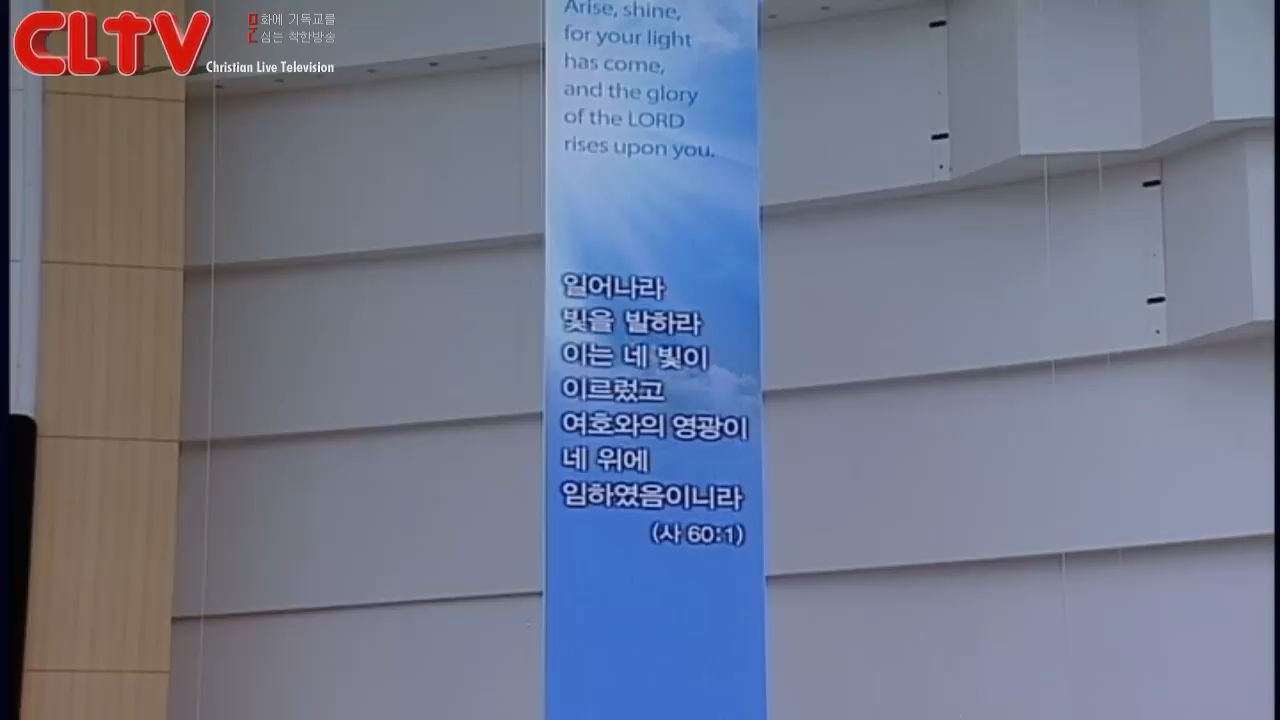 CLTV
문화에 기독교를
심는 착한방송
Christian Live Television
Arise, shine,
for your light
has come,
and the glory
of the LORD
rises upon you.
일어나라
빛을 발하라
이는 네 빛이
이르렀고
여호와의 영광이
네 위에
임하였음이니라
(사 60:1)